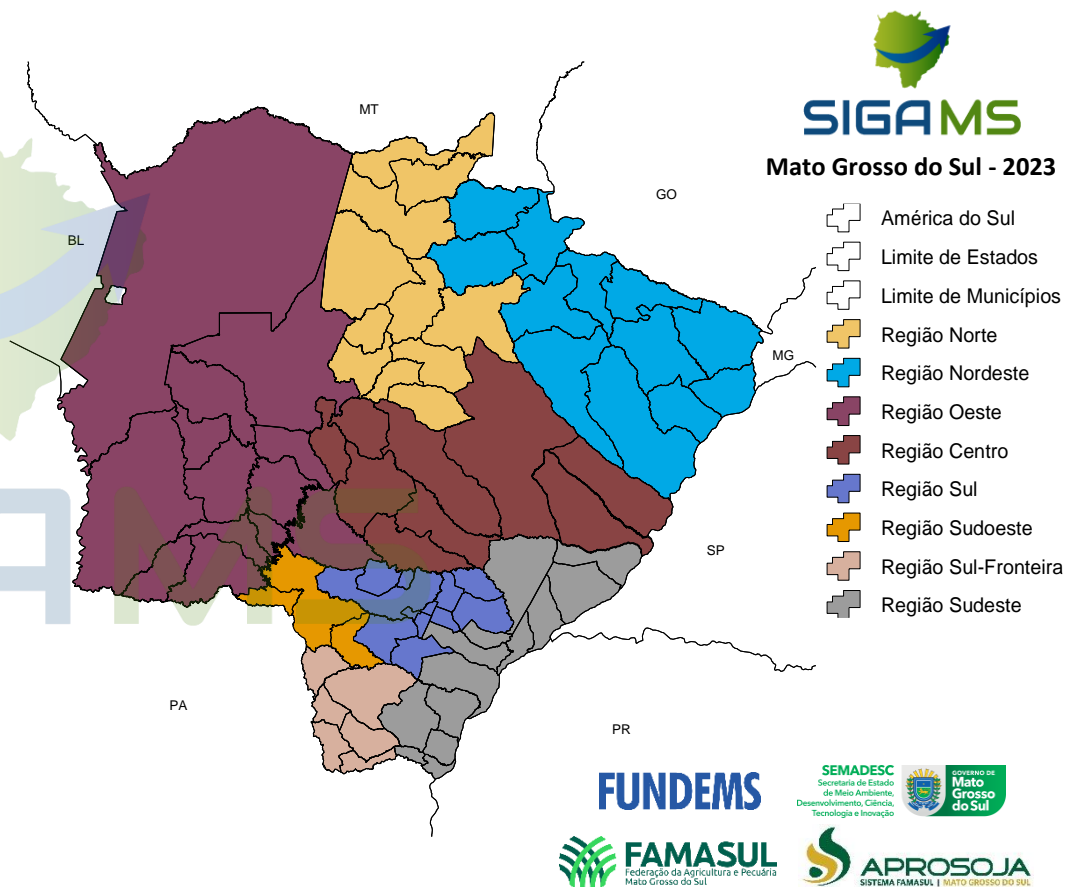 SIGAMS
Mato Grosso do Sul - 2023
MT
GO
BL
MG
SP
PA
PR
América do Sul
Limite de Estados
Limite de Municípios
Região Norte
Região Nordeste
Região Oeste
Região Centro
Região Sul
Região Sudoeste
Região Sul-Fronteira
Região Sudeste
AMS
FUNDEMS
SEMADESC
Secretaria de Estado
de Meio Ambiente,
Desenvolvimento, Ciência,
Tecnologia e Inovação
GOVERNO DE
Mato
Grosso
do Sul
FAMASUL
Federação da Agricultura e Pecuária
Mato Grosso do Sul
APROSOJA
SISTEMA FAMASUL | MATO GROSSO DO SUL